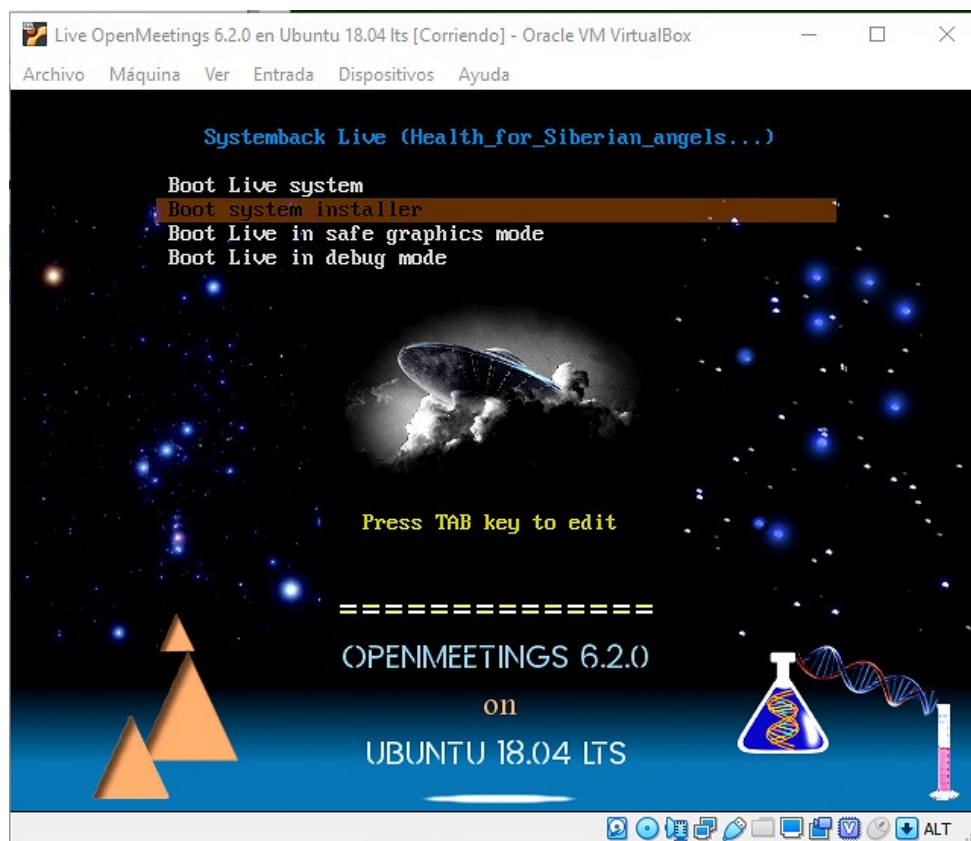 Live OpenMeetings 6.2.0 en Ubuntu 18.04 lts [Corriendo] - Oracle VM VirtualBox
Archivo Máquina Ver Entrada Dispositivos Ayuda
Systemback Live (Health_for_Siberian_angels...)
Boot Live system
Boot system installer
Boot Live in safe graphics mode
Boot Live in debug mode
Press TAB key to edit
==============
OPENMEETINGS 6.2.0
on
UBUNTU 18.04 LTS
ALT